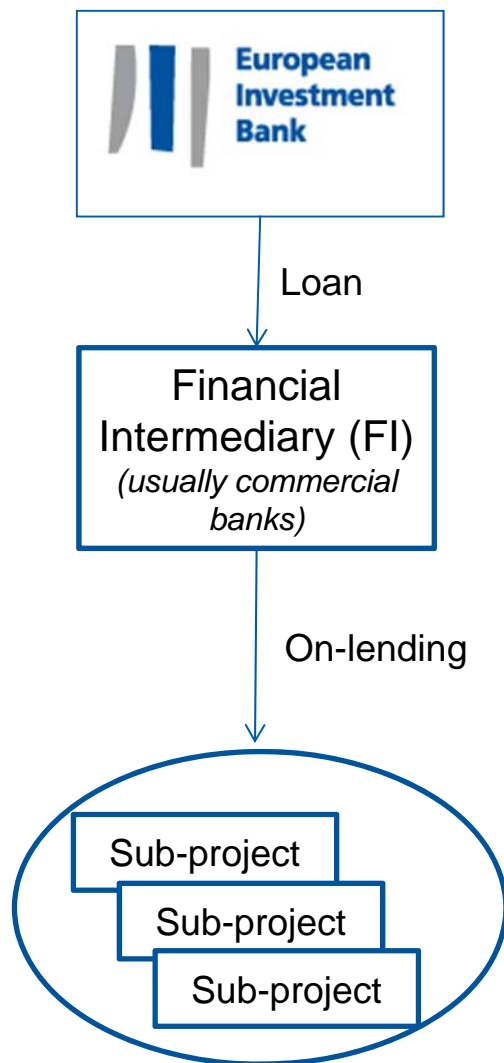 European
Investment
Bank
Loan
Financial
Intermediary (FI)
(usually commercial
banks)
On-lending
Sub-project
Sub-project
Sub-project